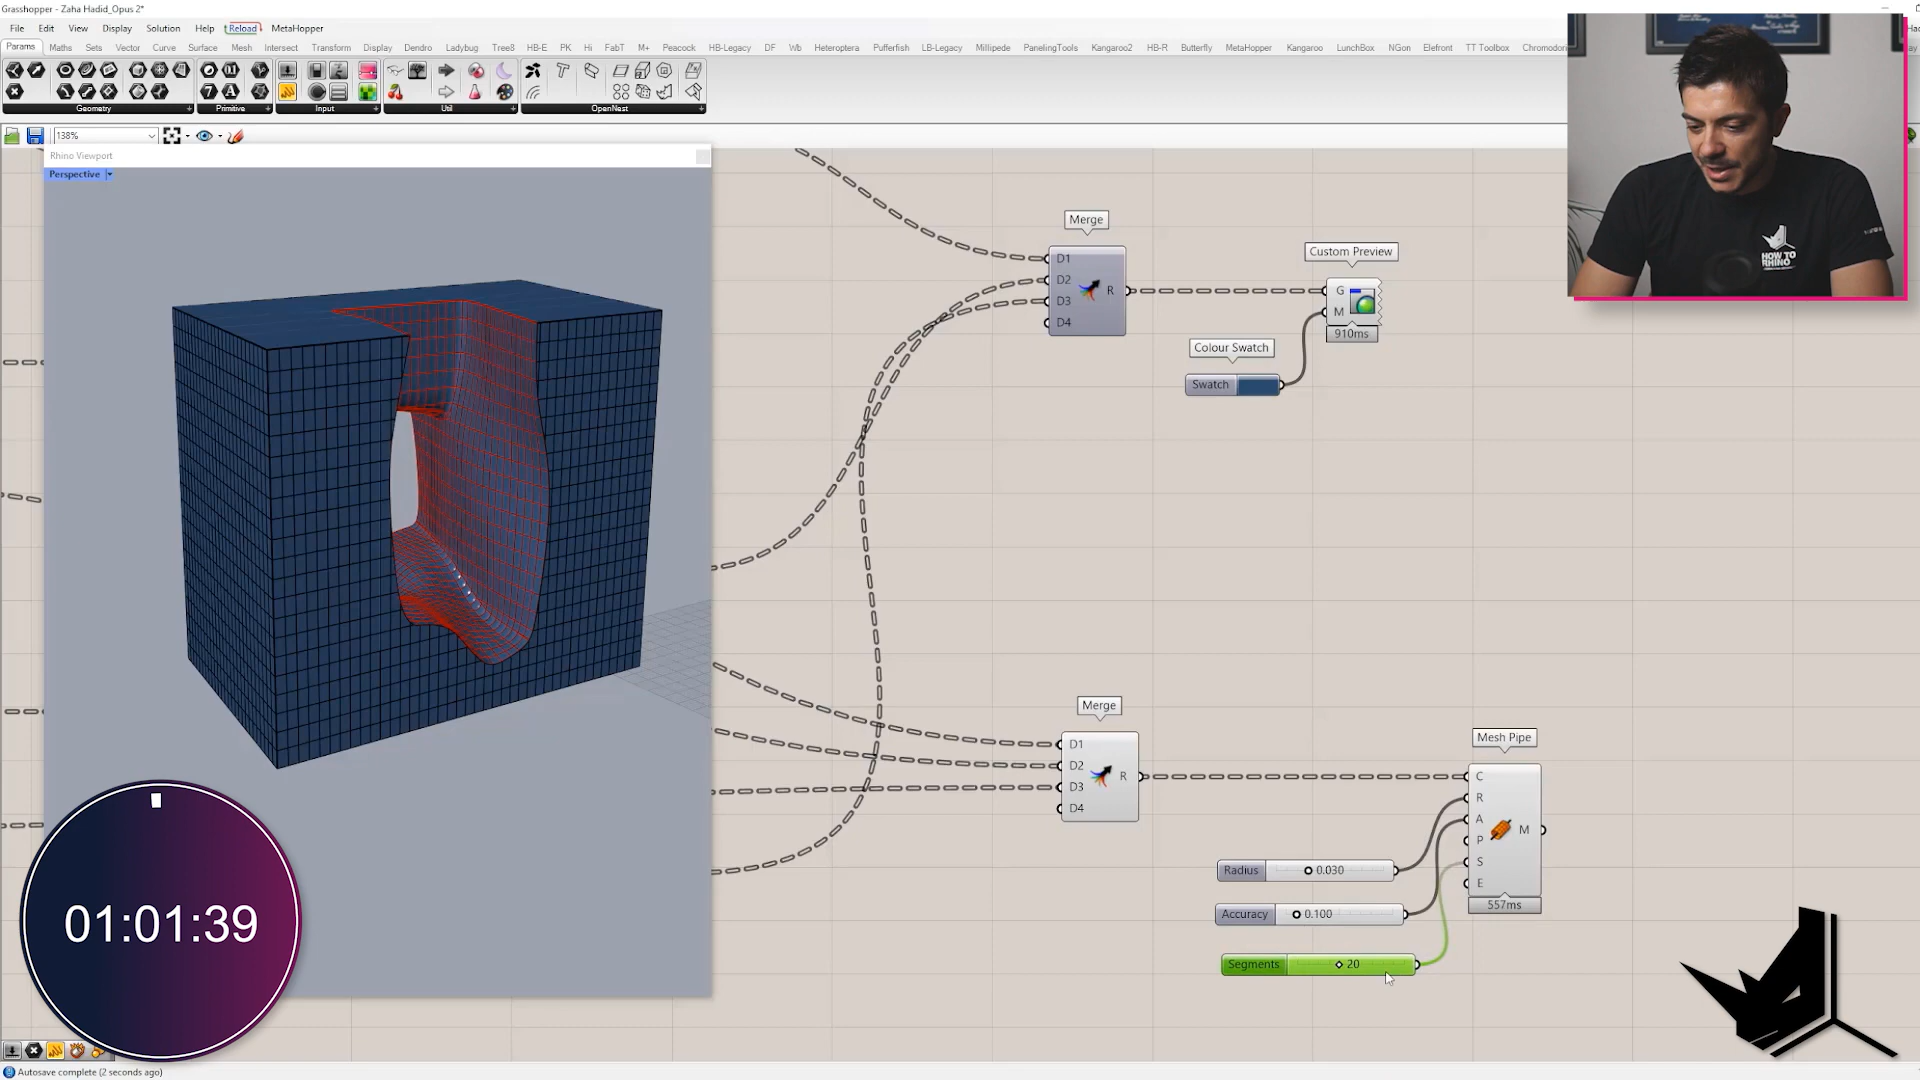 Grasshopper - Zaha Hadid_Opus 2*
File Edit View Display Solution Help Reload MetaHopper
Params Maths Sets Vector Curve Surface Mesh Intersect Transform Display Dendro Ladybug Tree8 HB-E PK Hi FabT M+ Peacock HB-Legacy DF Wb Heteroptera Pufferfish LB-Legacy Millipede PanelingTools Kangaroo2 HB-R Butterfly MetaHopper Kangaroo LunchBox NGon Elefront TT Toolbox Chromodori
Geometry Primitive Input Util OpenNest
138%
Rhino Viewport
Perspective
HOW TO
RHINO
Merge
D1
D2
D3
D4
R
Custom Preview
G
M
910ms
Colour Swatch
Swatch
Merge
D1
D2
D3
D4
R
Mesh Pipe
C
R
A
P
S
E
M
557ms
Radius 0.030
Accuracy 0.100
Segments 20
01:01:39
Autosave complete (2 seconds ago)